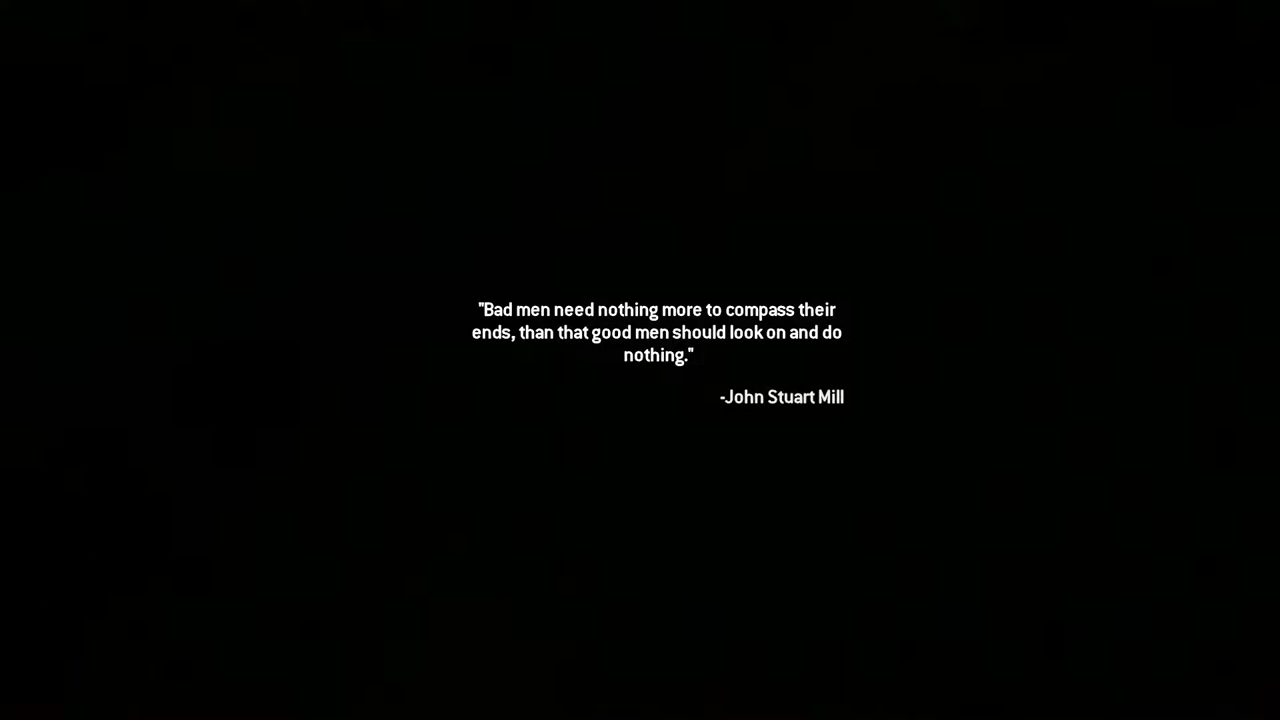 "Bad men need nothing more to compass their
ends, than that good men should look on and do
nothing."
-John Stuart Mill